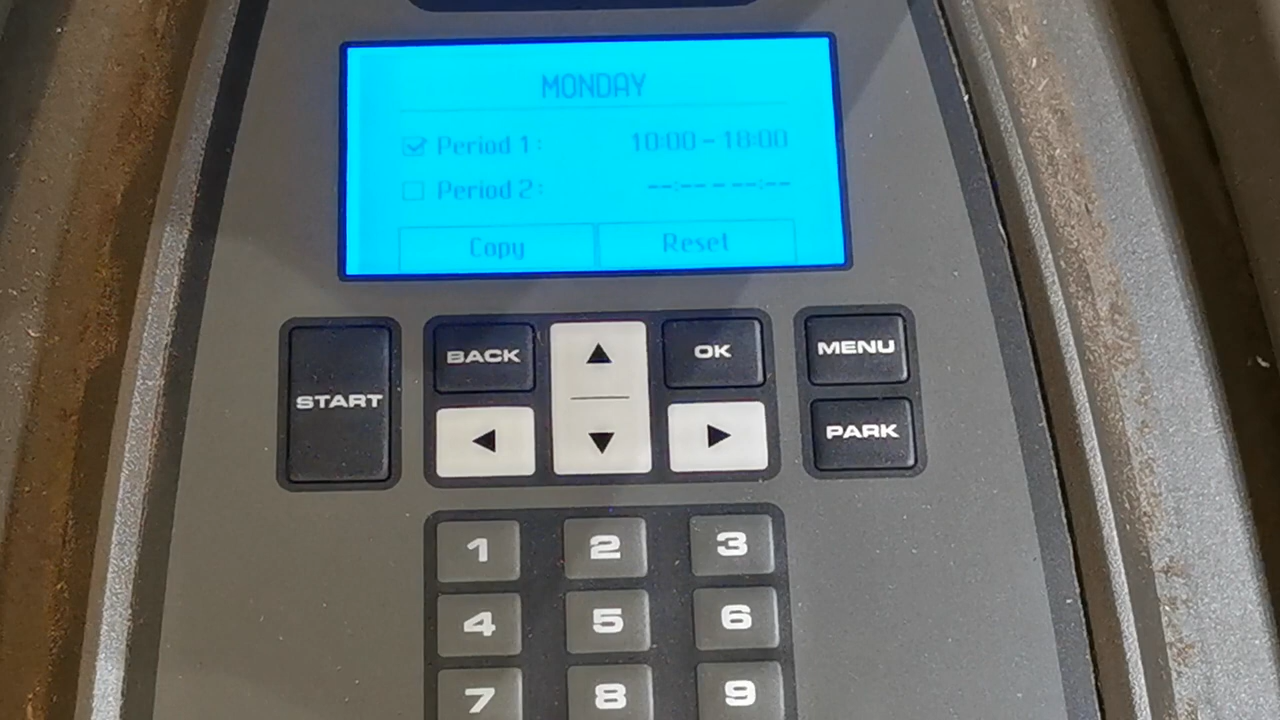 MONDAY
Period 1: 10:00 - 18:00
Period 2: --:-- - --:--
Copy Reset
START
BACK
OK
MENU
PARK
1 2 3
4 5 6
7 8 9